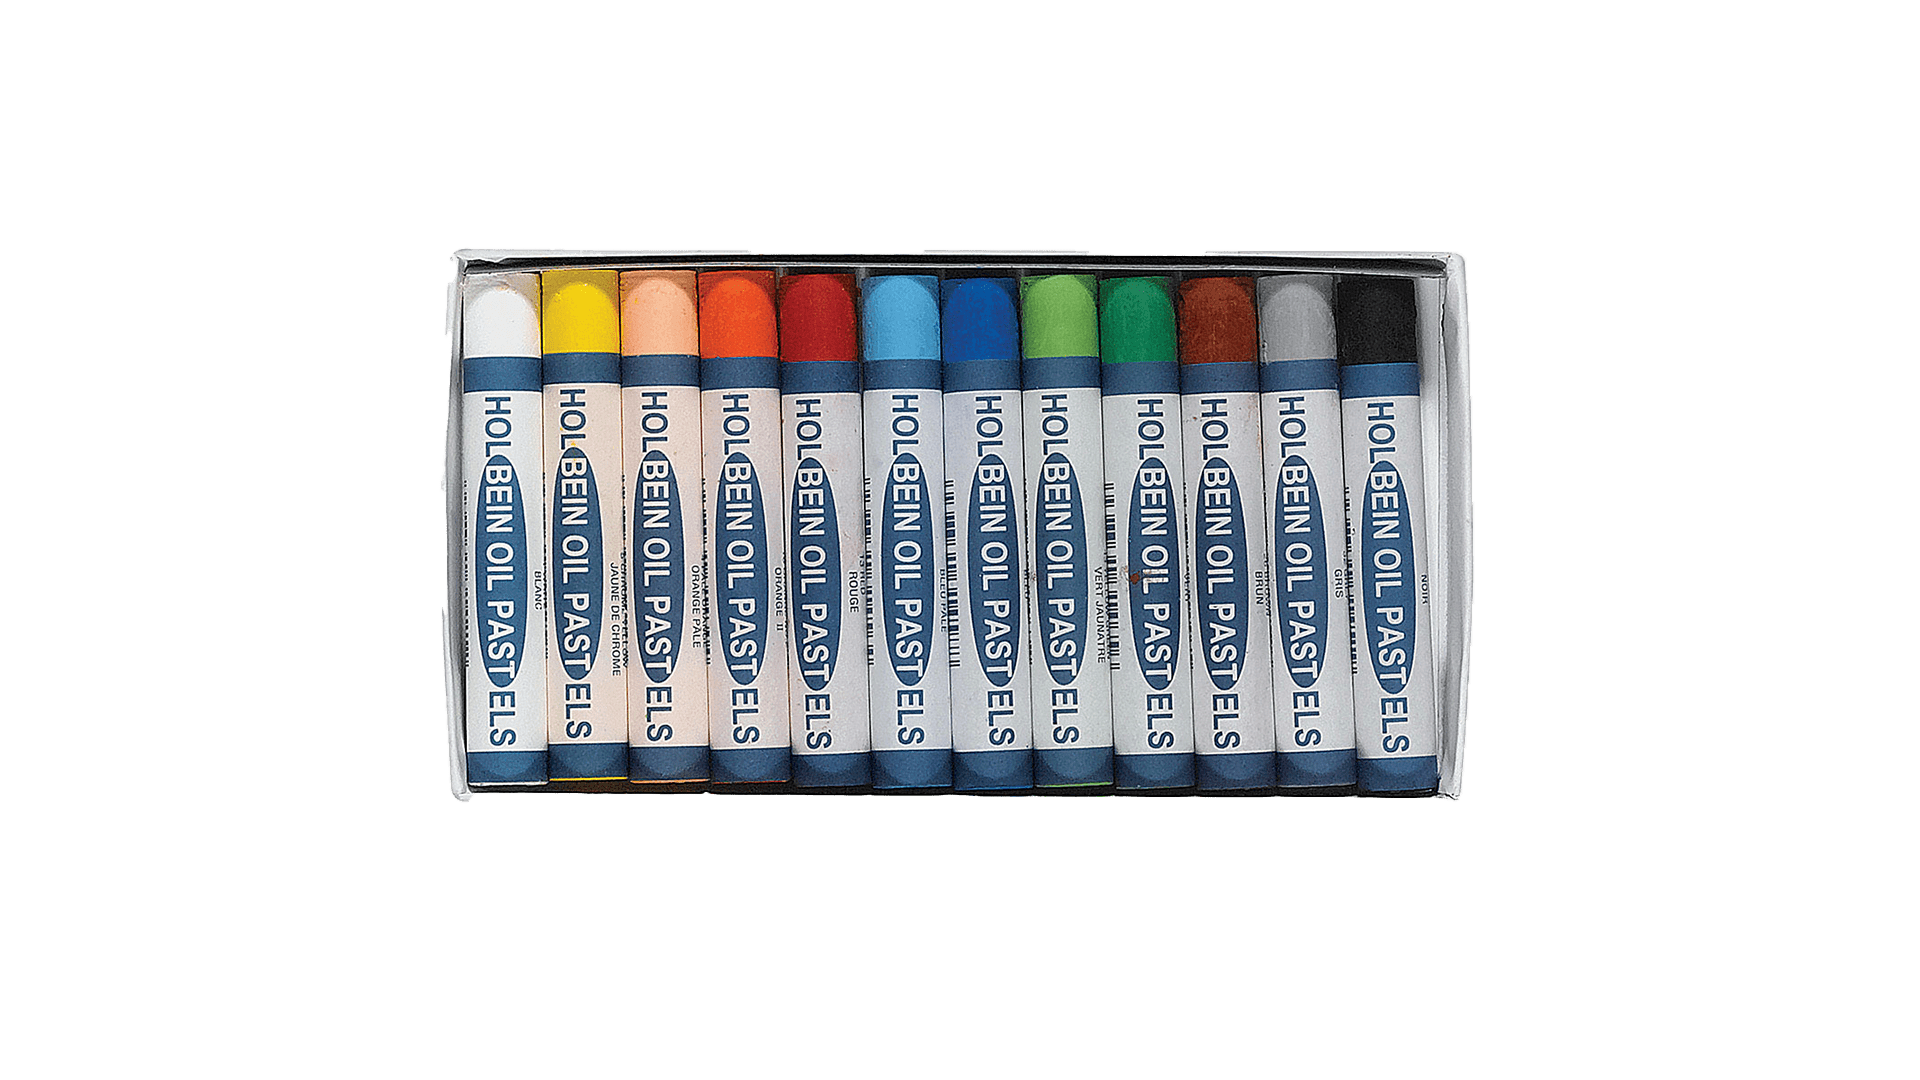 HOLBEIN OIL PASTELS
BLANC
HOLBEIN OIL PASTELS
JAUNE DE CHROME
HOLBEIN OIL PASTELS
ORANGE PALE
HOLBEIN OIL PASTELS
ORANGE II
HOLBEIN OIL PASTELS
ROUGE
HOLBEIN OIL PASTELS
BLEU PALE
HOLBEIN OIL PASTELS
HOLBEIN OIL PASTELS
VERT JAUNATRE
HOLBEIN OIL PASTELS
HOLBEIN OIL PASTELS
BRUN
HOLBEIN OIL PASTELS
GRIS
HOLBEIN OIL PASTELS
NOIR